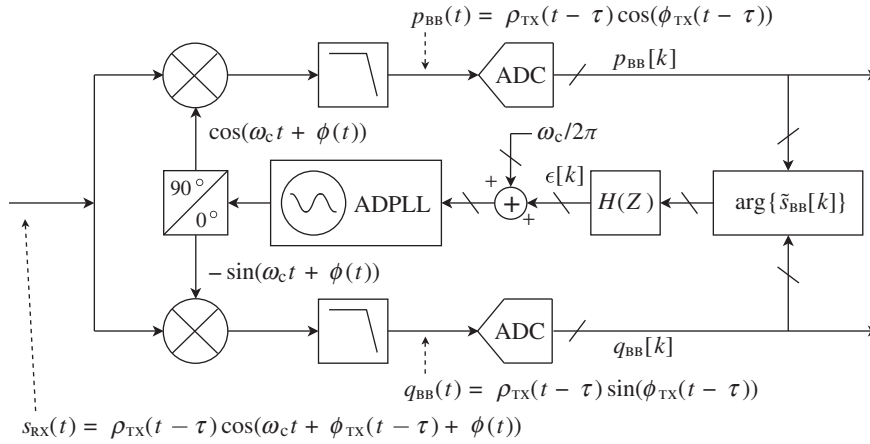 p_BB(t) = ρ_TX(t − τ)cos(ϕ_TX(t − τ))
ADC
p_BB[k]
cos(ω_c t + ϕ(t))
ω_c/2π
90°
0°
ADPLL
+
+
+
ϵ[k]
H(Z)
arg{s̃_BB[k]}
− sin(ω_c t + ϕ(t))
ADC
q_BB[k]
q_BB(t) = ρ_TX(t − τ)sin(ϕ_TX(t − τ))
s_RX(t) = ρ_TX(t − τ)cos(ω_c t + ϕ_TX(t − τ) + ϕ(t))